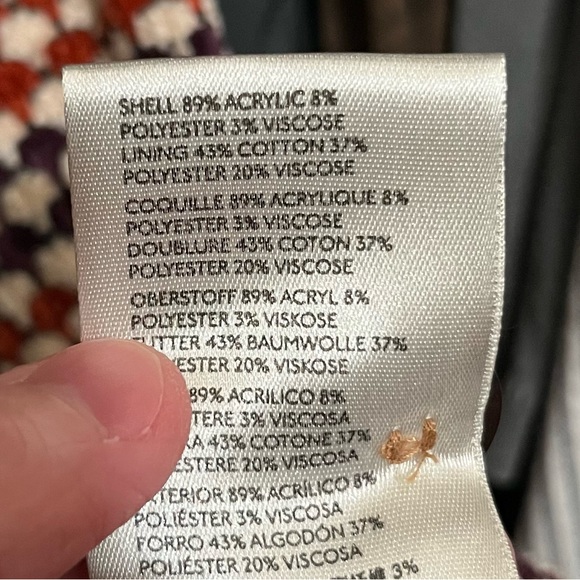 SHELL 89% ACRYLIC 8%
POLYESTER 3% VISCOSE
LINING 43% COTTON 37%
POLYESTER 20% VISCOSE
COQUILLE 89% ACRYLIQUE 8%
POLYESTER 3% VISCOSE
DOUBLURE 43% COTON 37%
POLYESTER 20% VISCOSE
OBERSTOFF 89% ACRYL 8%
POLYESTER 3% VISKOSE
FUTTER 43% BAUMWOLLE 37%
ESTER 20% VISKOSE
89% ACRILICO 8%
TERE 3% VISCOSA
A 43% COTONE 37%
ESTERE 20% VISCOSA
TERIOR 89% ACRÍLICO 8%
POLIÉSTER 3% VISCOSA
FORRO 43% ALGODÓN 37%
POLIÉSTER 20% VISCOSA
3%